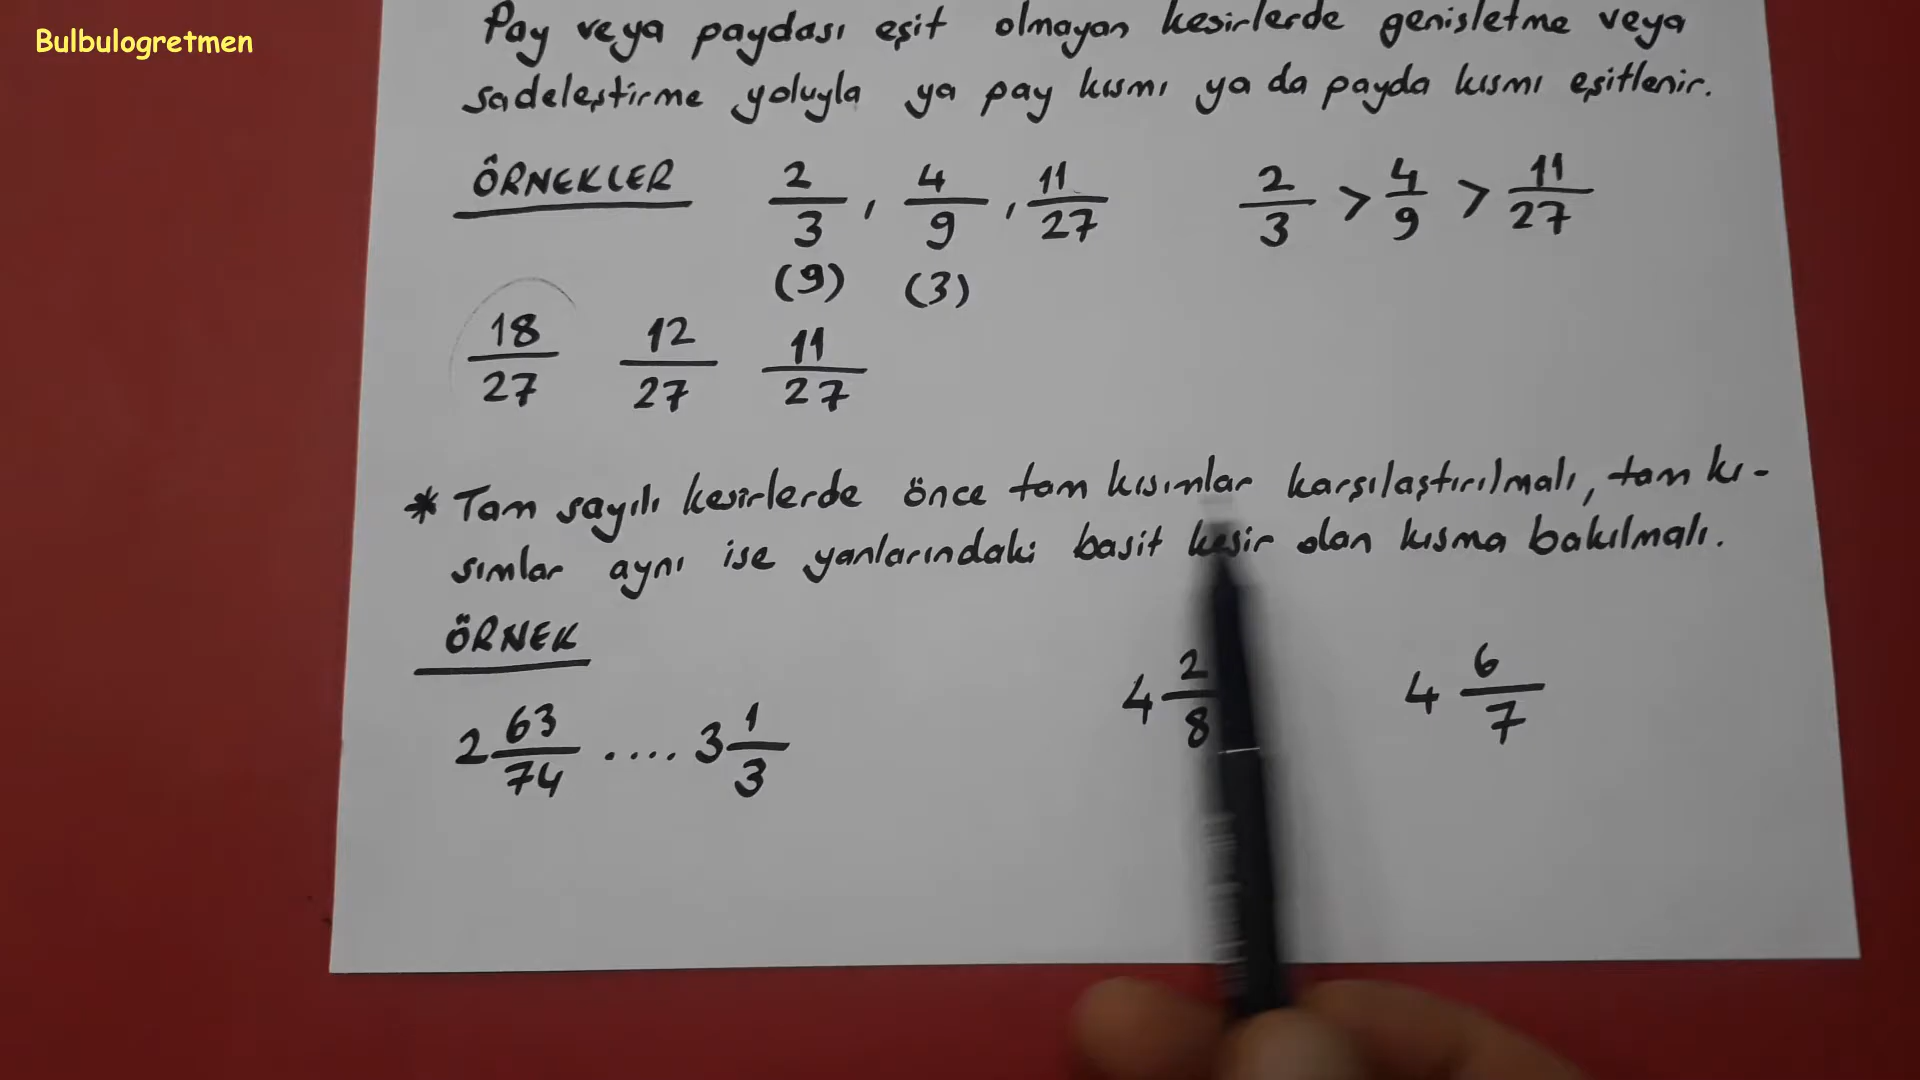 Bulbulogretmen
Pay veya paydası eşit olmayan kesirlerde genisletme veya
sadeleştirme yoluyla ya pay kısmı ya da payda kısmı eşitlenir.
ÖRNEKLER 2/3 , 4/9 , 11/27 2/3 > 4/9 > 11/27
(9) (3)
18/27 12/27 11/27
* Tam sayılı kesirlerde önce tam kısımlar karşılaştırılmalı, tam kı-
sımlar aynı ise yanlarındaki basit kesir olan kısma bakılmalı.
ÖRNEK
2 63/74 .... 3 1/3 4 2/8 4 6/7